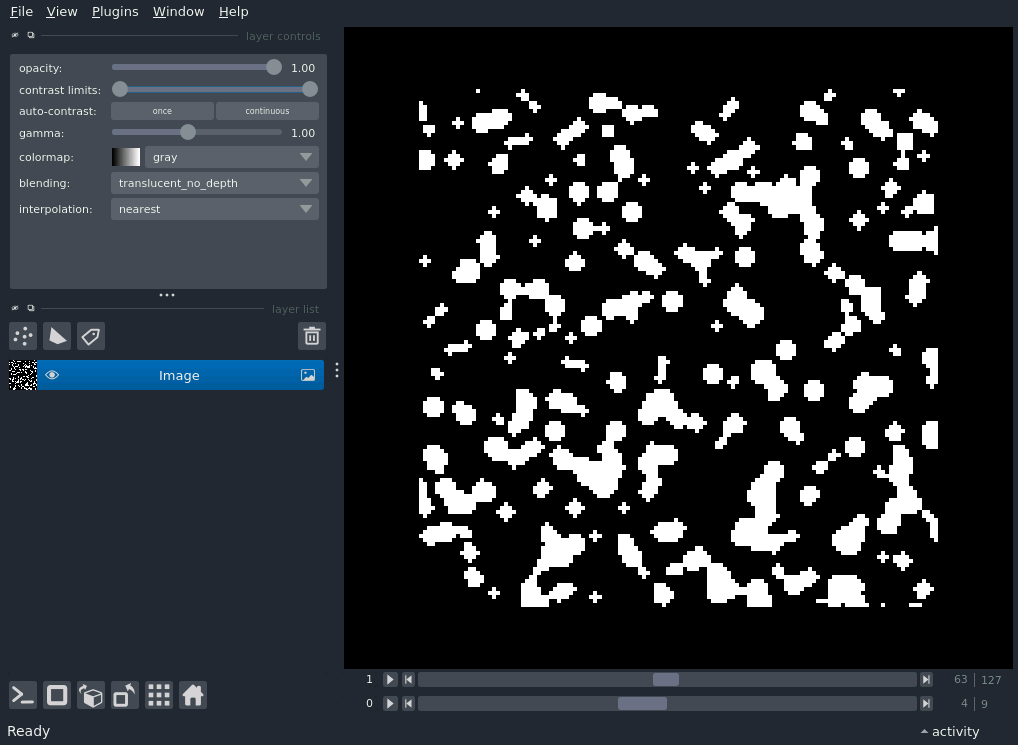 File View Plugins Window Help
layer controls
opacity: 1.00
contrast limits:
auto-contrast: once continuous
gamma: 1.00
colormap: gray
blending: translucent_no_depth
interpolation: nearest
layer list
Image
1 63 127
0 4 9
Ready activity